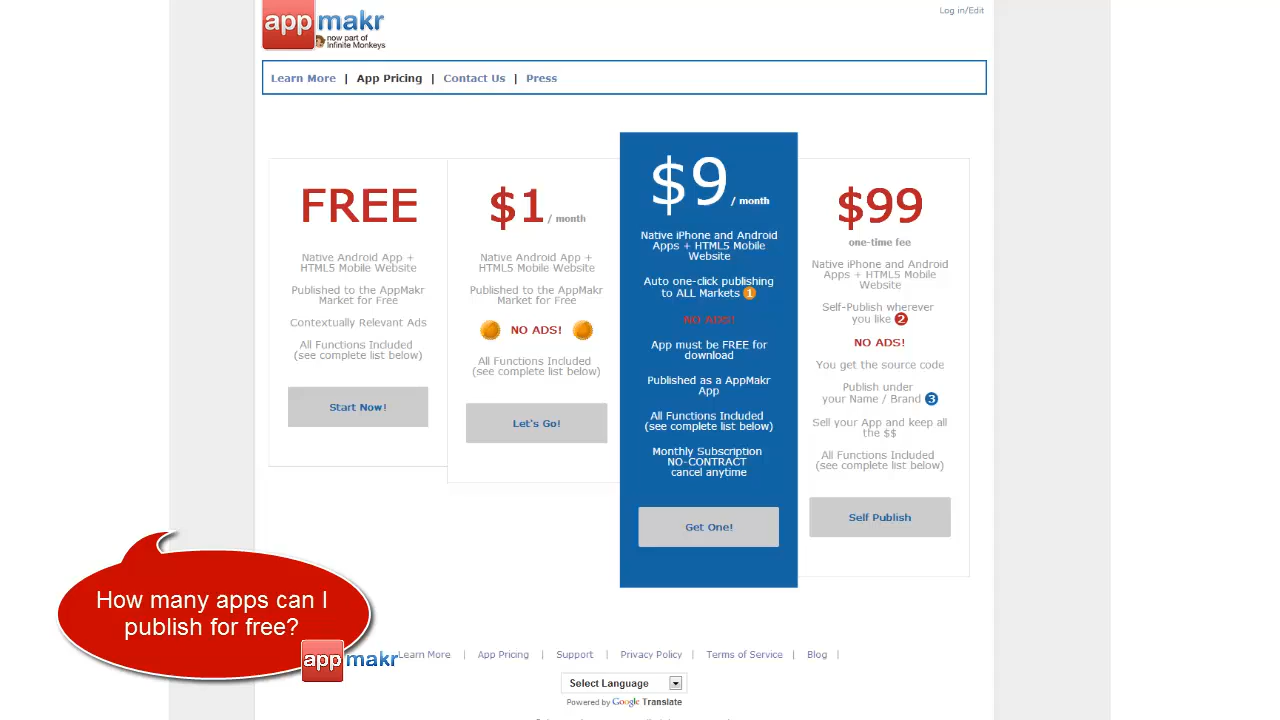 appmakr
now part of
Infinite Monkeys
Log in/Edit
Learn More | App Pricing | Contact Us | Press
FREE
Native Android App +
HTML5 Mobile Website
Published to the AppMakr
Market for Free
Contextually Relevant Ads
All Functions Included
(see complete list below)
Start Now!
$1 / month
Native Android App +
HTML5 Mobile Website
Published to the AppMakr
Market for Free
NO ADS!
All Functions Included
(see complete list below)
Let's Go!
$9 / month
Native iPhone and Android
Apps + HTML5 Mobile
Website
Auto one-click publishing
to ALL Markets 1
NO ADS!
App must be FREE for
download
Published as a AppMakr
App
All Functions Included
(see complete list below)
Monthly Subscription
NO-CONTRACT
cancel anytime
Get One!
$99
one-time fee
Native iPhone and Android
Apps + HTML5 Mobile
Website
Self-Publish wherever
you like 2
NO ADS!
You get the source code
Publish under
your Name / Brand 3
Sell your App and keep all
the $$
All Functions Included
(see complete list below)
Self Publish
How many apps can I
publish for free?
appmakr
Learn More | App Pricing | Support | Privacy Policy | Terms of Service | Blog |
Select Language
Powered by Google Translate